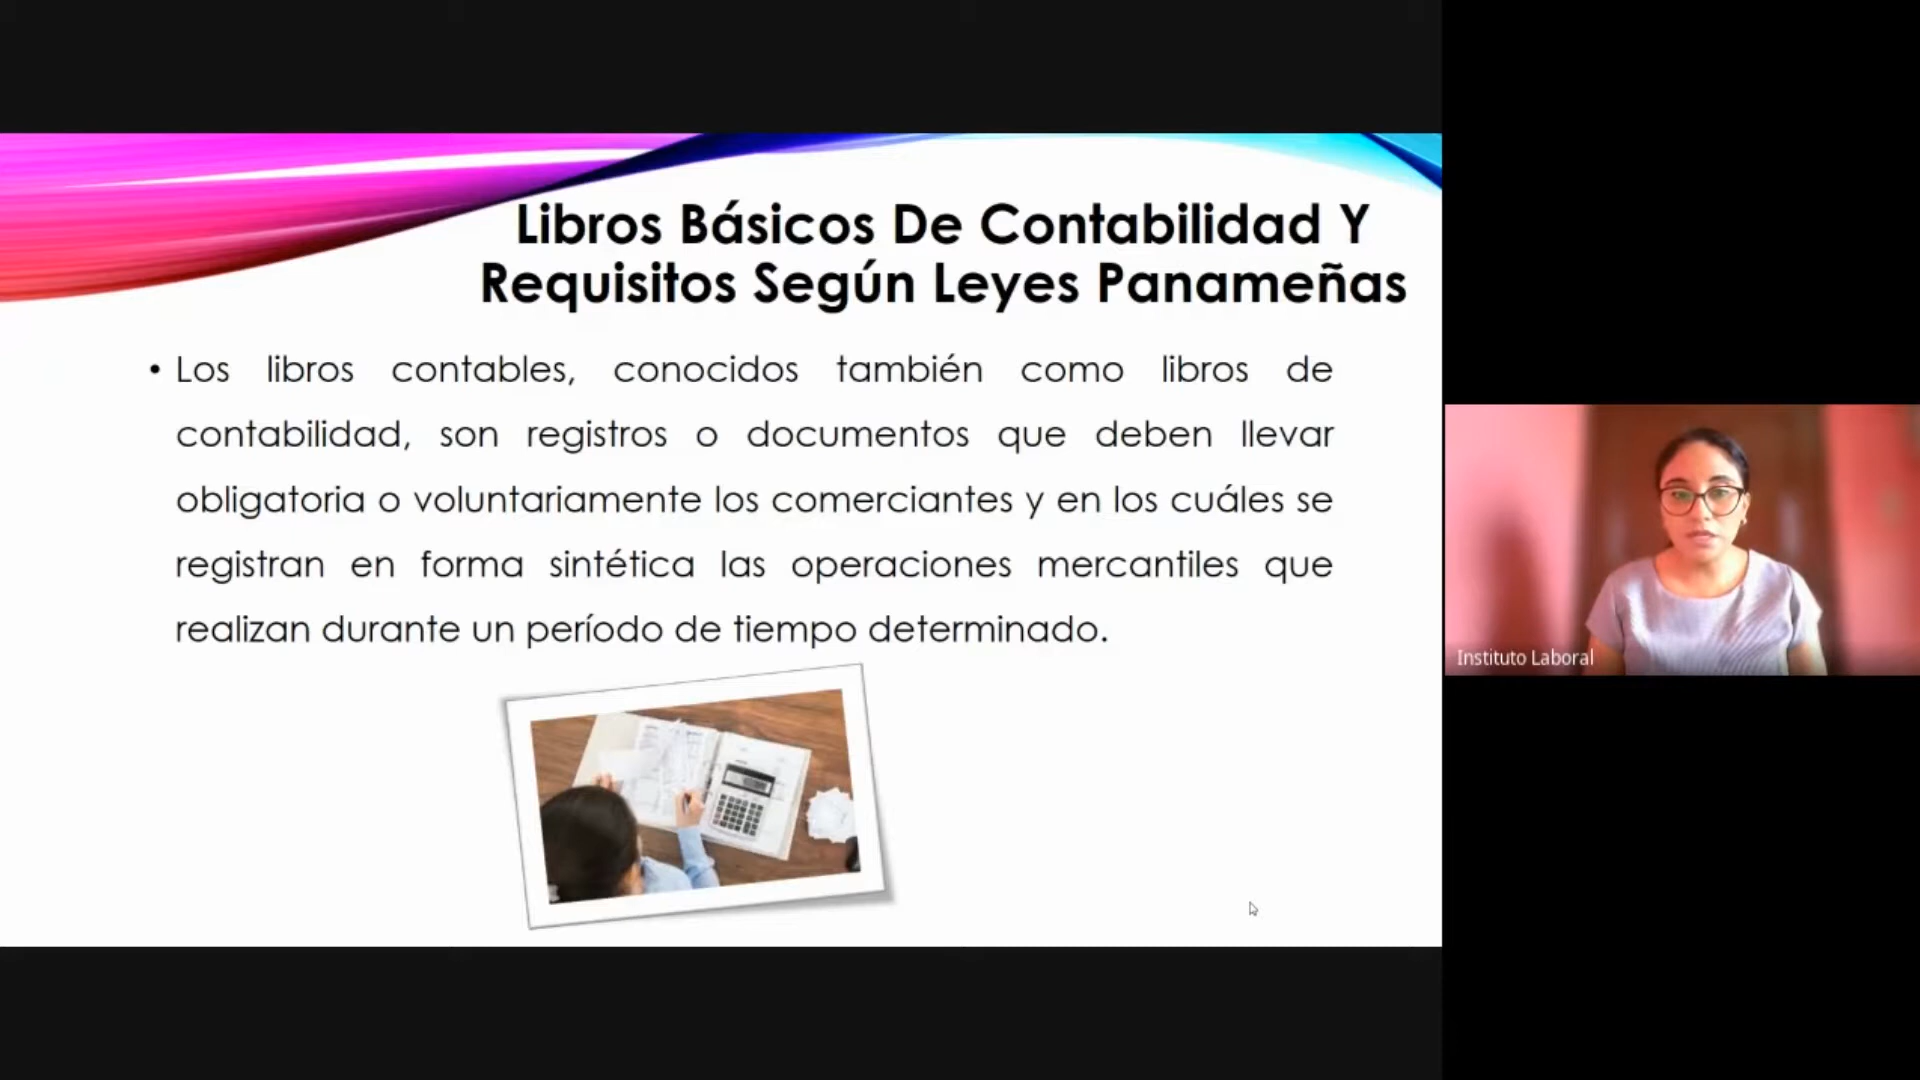 Libros Básicos De Contabilidad Y
Requisitos Según Leyes Panameñas
• Los libros contables, conocidos también como libros de
contabilidad, son registros o documentos que deben llevar
obligatoria o voluntariamente los comerciantes y en los cuáles se
registran en forma sintética las operaciones mercantiles que
realizan durante un período de tiempo determinado.
Instituto Laboral